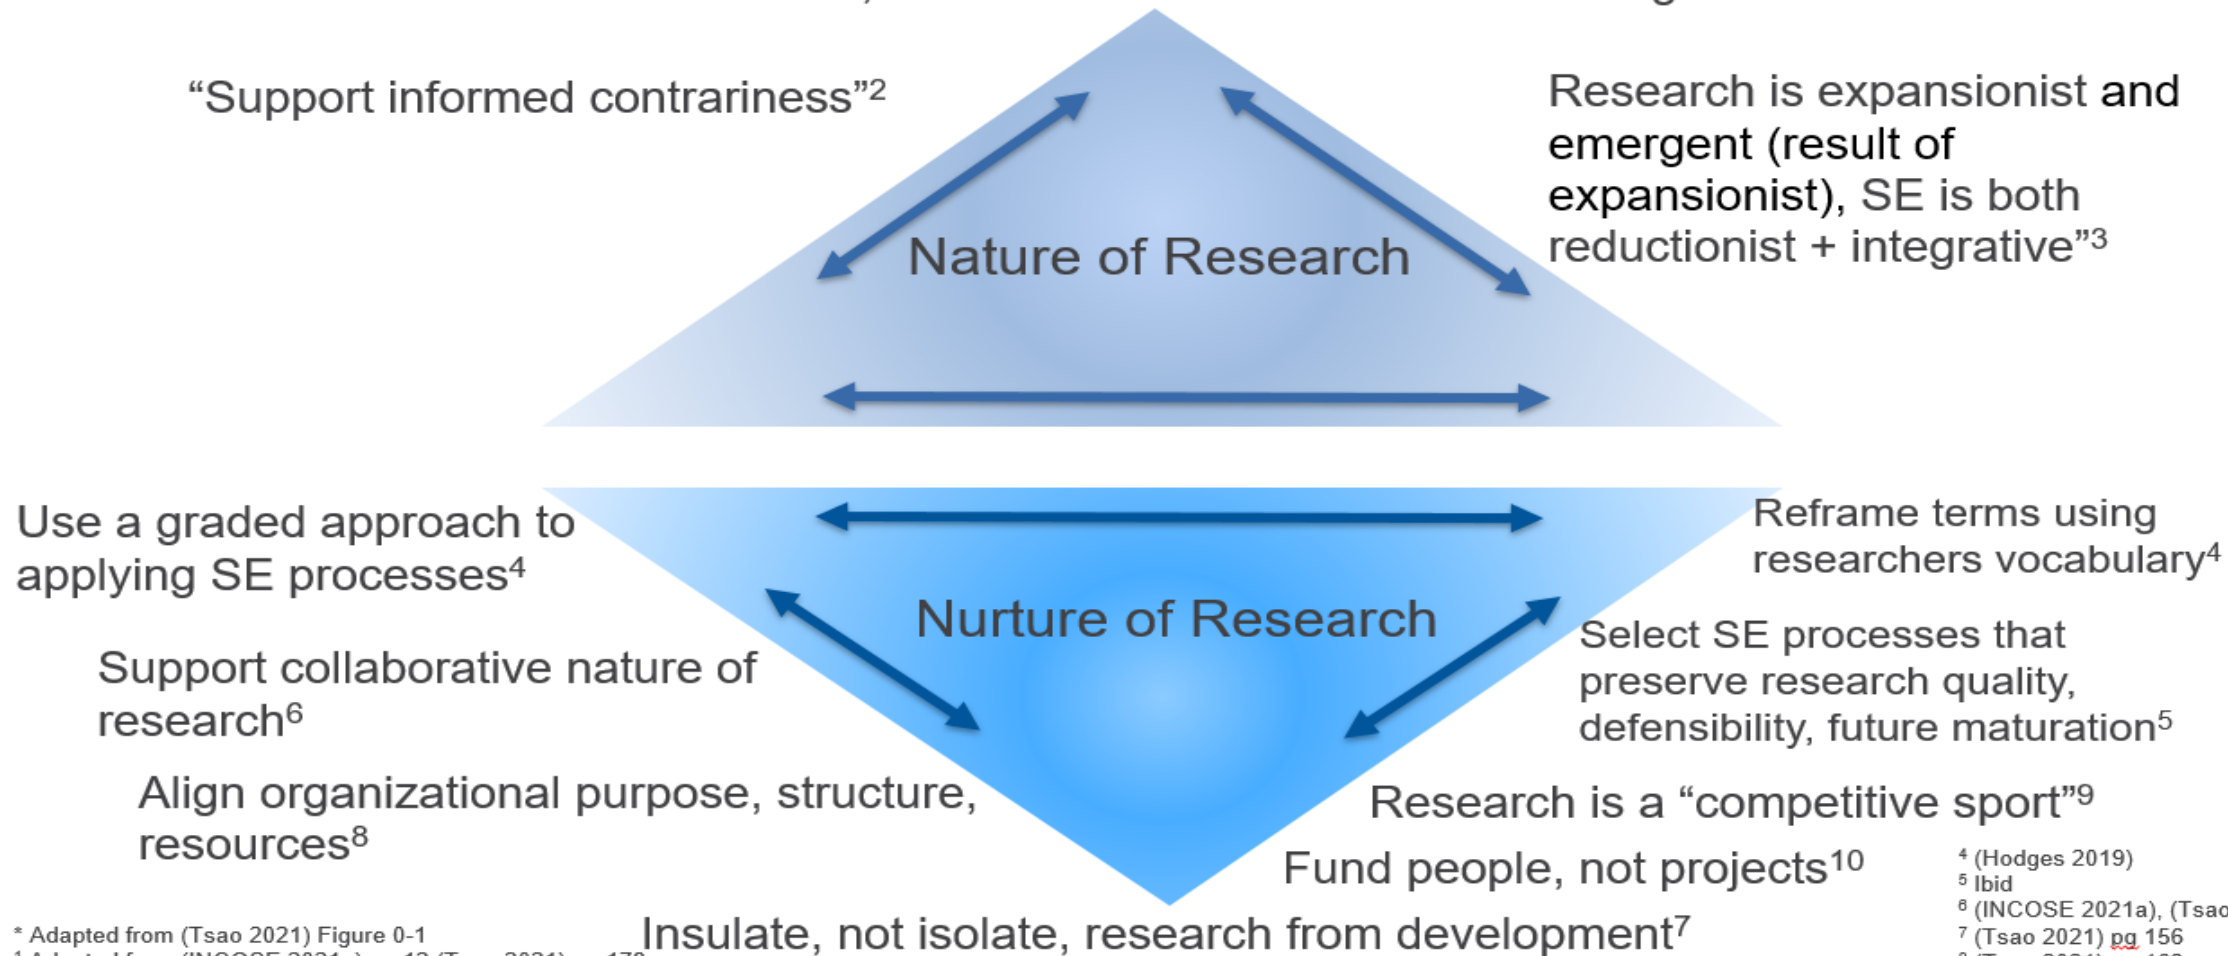 “Support informed contrariness”2
Research is expansionist and
emergent (result of
expansionist), SE is both
reductionist + integrative”3
Nature of Research
Use a graded approach to
applying SE processes4
Reframe terms using
researchers vocabulary4
Nurture of Research
Select SE processes that
preserve research quality,
defensibility, future maturation5
Support collaborative nature of
research6
Align organizational purpose, structure,
resources8
Research is a “competitive sport”9
Fund people, not projects10
Insulate, not isolate, research from development7
* Adapted from (Tsao 2021) Figure 0-1
4 (Hodges 2019)
5 Ibid
6 (INCOSE 2021a), (Tsao
7 (Tsao 2021) pg 156